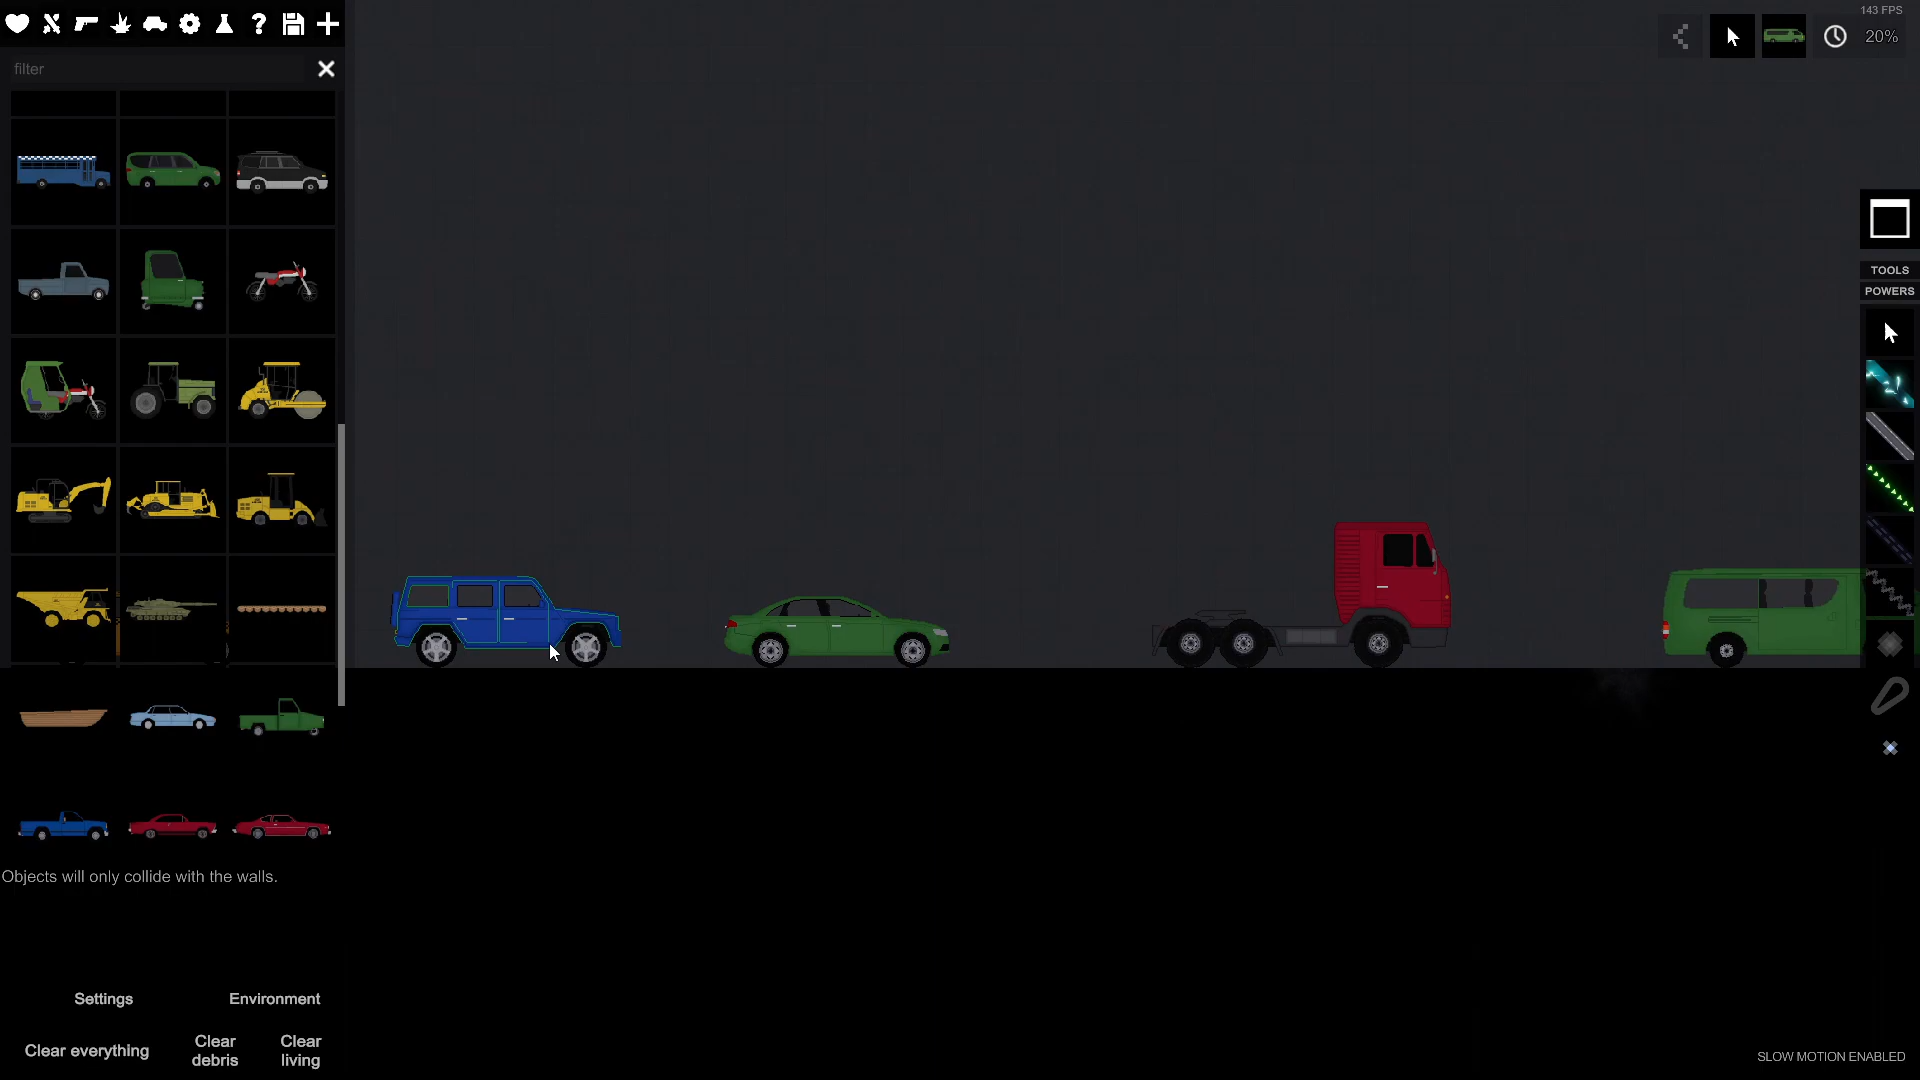 143 FPS
20%
filter
TOOLS
POWERS
Objects will only collide with the walls.
Settings
Environment
Clear everything
Clear debris
Clear living
SLOW MOTION ENABLED